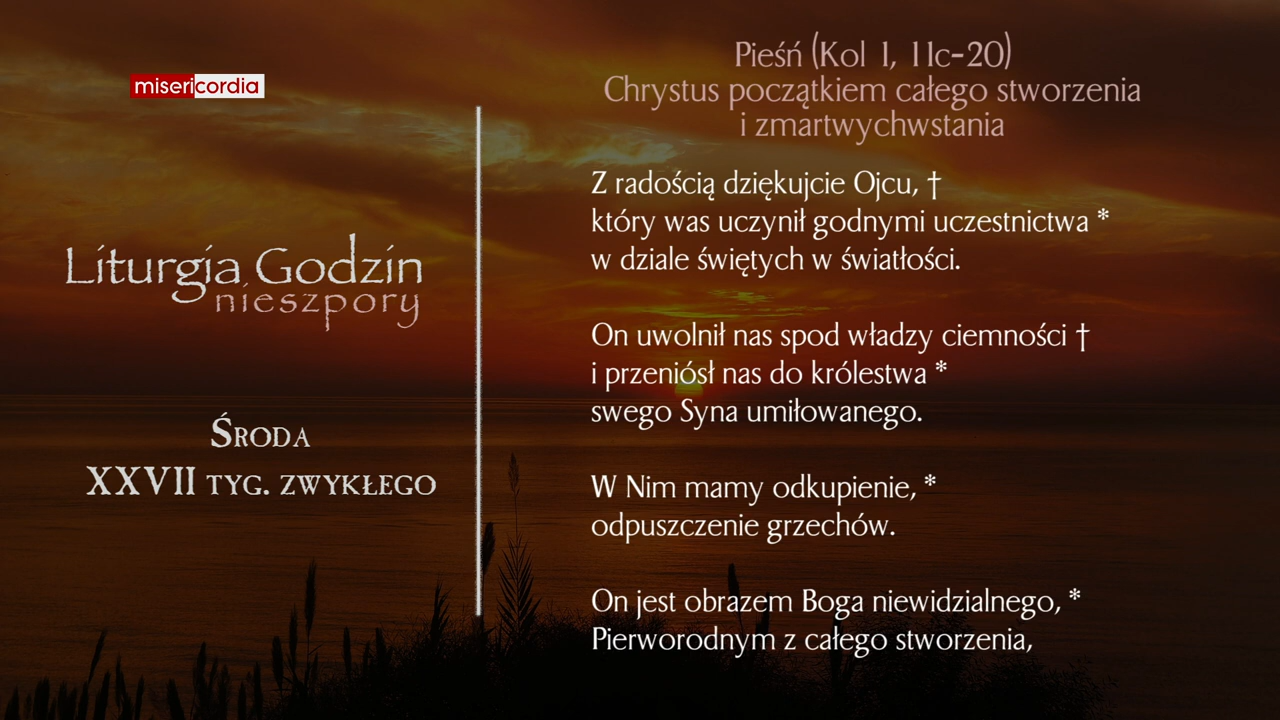 misericordia
Liturgia Godzin
nieszpory
Środa
XXVII tyg. zwykłego
Pieśń (Kol 1, 11c-20)
Chrystus początkiem całego stworzenia
i zmartwychwstania
Z radością dziękujcie Ojcu, †
który was uczynił godnymi uczestnictwa *
w dziale świętych w światłości.
On uwolnił nas spod władzy ciemności †
i przeniósł nas do królestwa *
swego Syna umiłowanego.
W Nim mamy odkupienie, *
odpuszczenie grzechów.
On jest obrazem Boga niewidzialnego, *
Pierworodnym z całego stworzenia,